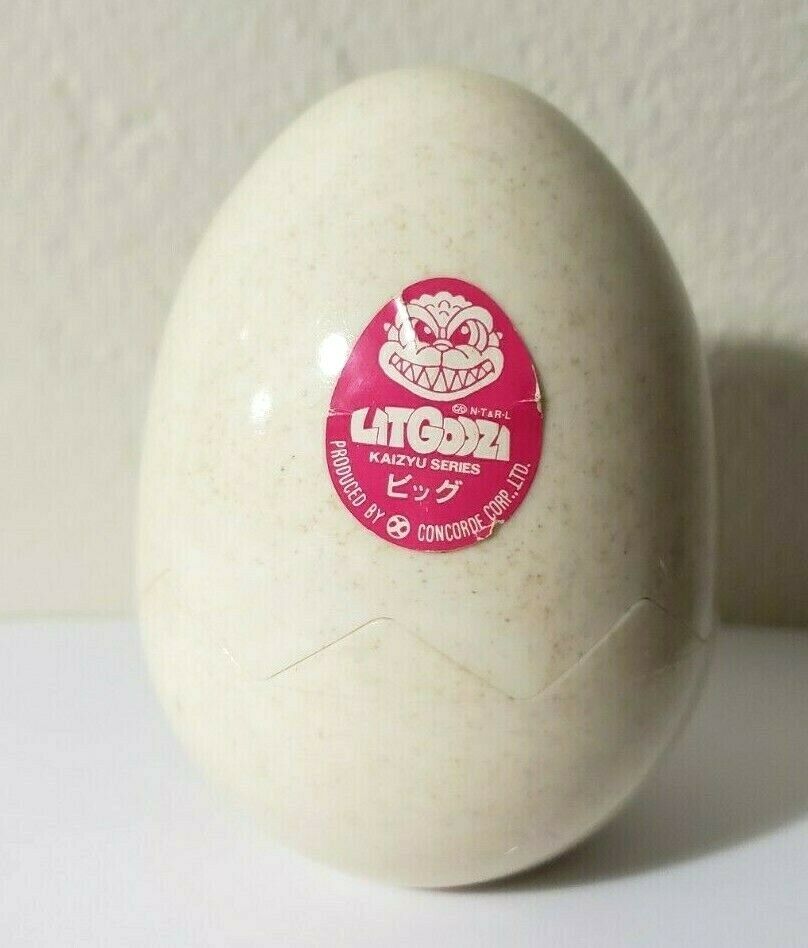 ©© N-T&R-L
LITGODZI
KAIZYU SERIES
ビッグ
PRODUCED BY CONCORDE CORP., LTD.